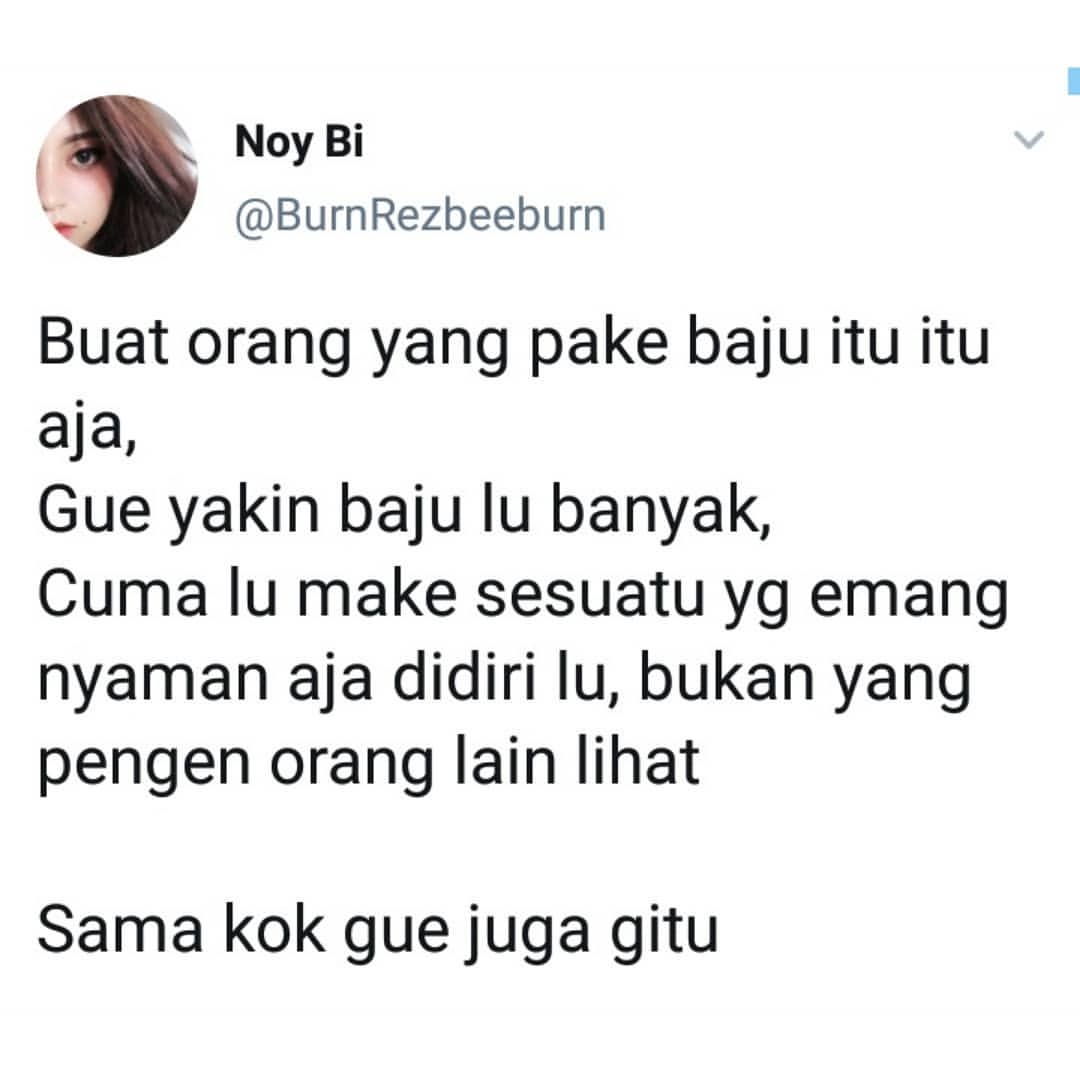 Noy Bi
@BurnRezbeeburn
Buat orang yang pake baju itu itu
aja,
Gue yakin baju lu banyak,
Cuma lu make sesuatu yg emang
nyaman aja didiri lu, bukan yang
pengen orang lain lihat
Sama kok gue juga gitu